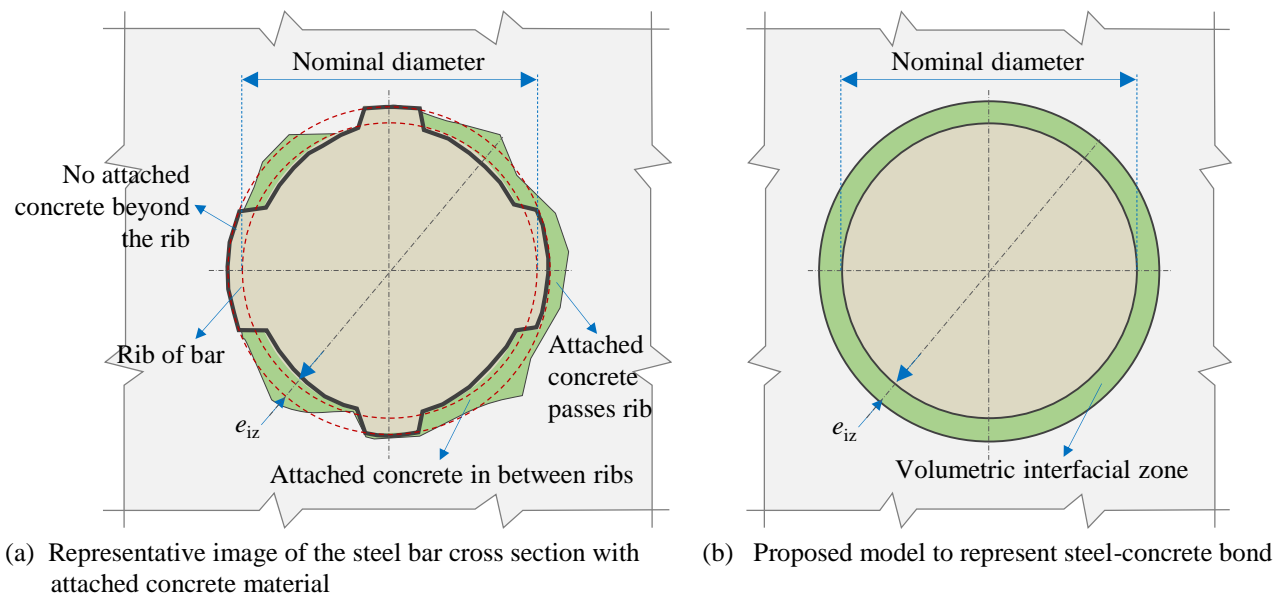 Nominal diameter
No attached
concrete beyond
the rib
Rib of bar
e_iz
Attached
concrete
passes rib
Attached concrete in between ribs
(a) Representative image of the steel bar cross section with
attached concrete material
Nominal diameter
e_iz
Volumetric interfacial zone
(b) Proposed model to represent steel-concrete bond